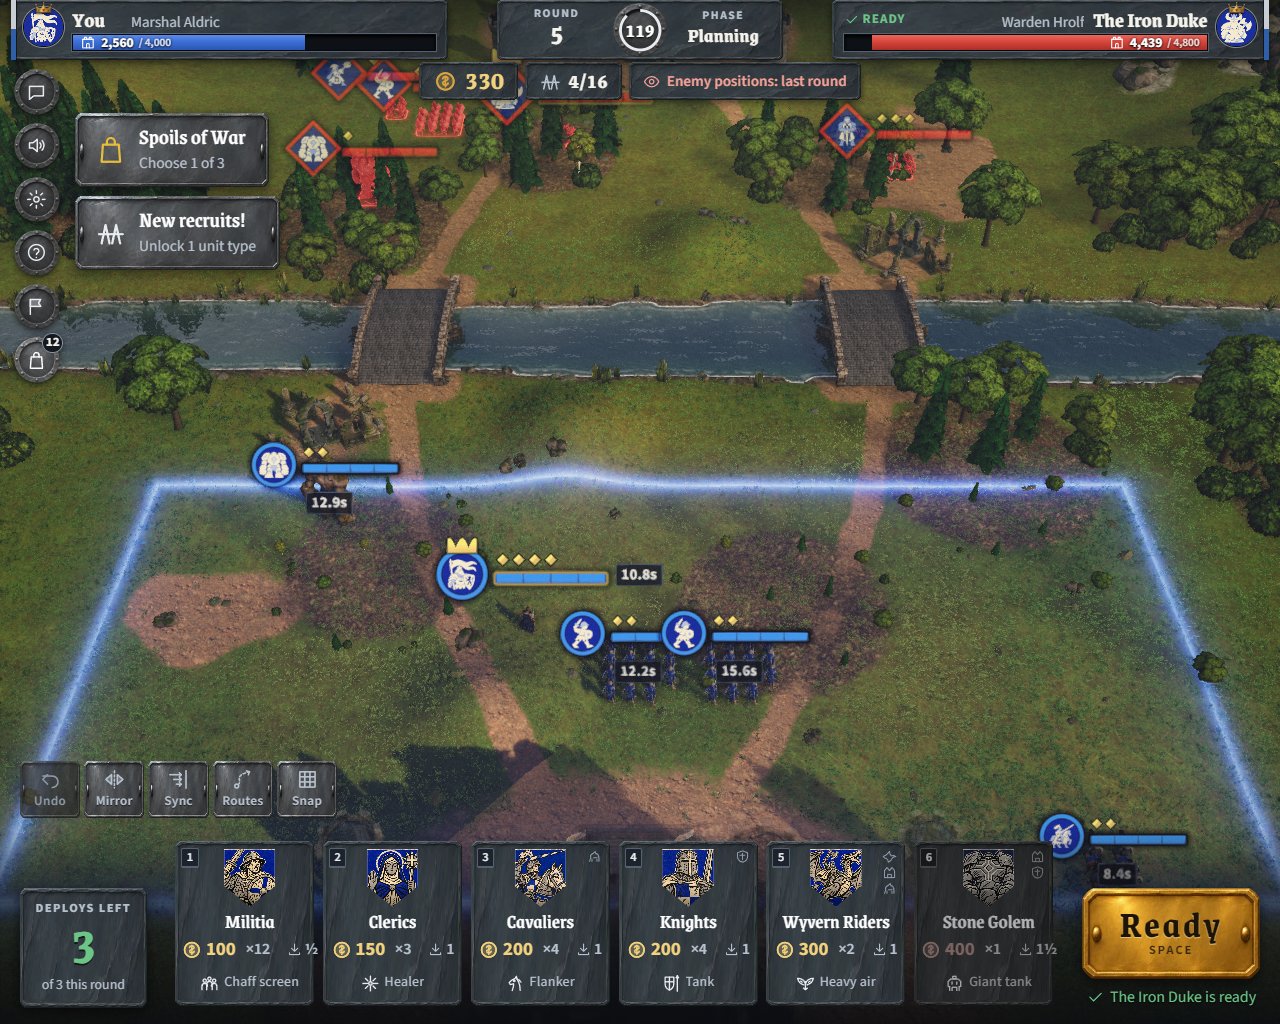 You Marshal Aldric
2,560 / 4,000
ROUND
5
119
PHASE
Planning
READY
Warden Hrolf The Iron Duke
4,439 / 4,800
330
4/16
Enemy positions: last round
Spoils of War
Choose 1 of 3
New recruits!
Unlock 1 unit type
12
12.9s
10.8s
12.2s
15.6s
8.4s
Undo
Mirror
Sync
Routes
Snap
DEPLOYS LEFT
3
of 3 this round
1
Militia
100 ×12 ½
Chaff screen
2
Clerics
150 ×3 1
Healer
3
Cavaliers
200 ×4 1
Flanker
4
Knights
200 ×4 1
Tank
5
Wyvern Riders
300 ×2 1
Heavy air
6
Stone Golem
400 ×1 1½
Giant tank
Ready
SPACE
The Iron Duke is ready